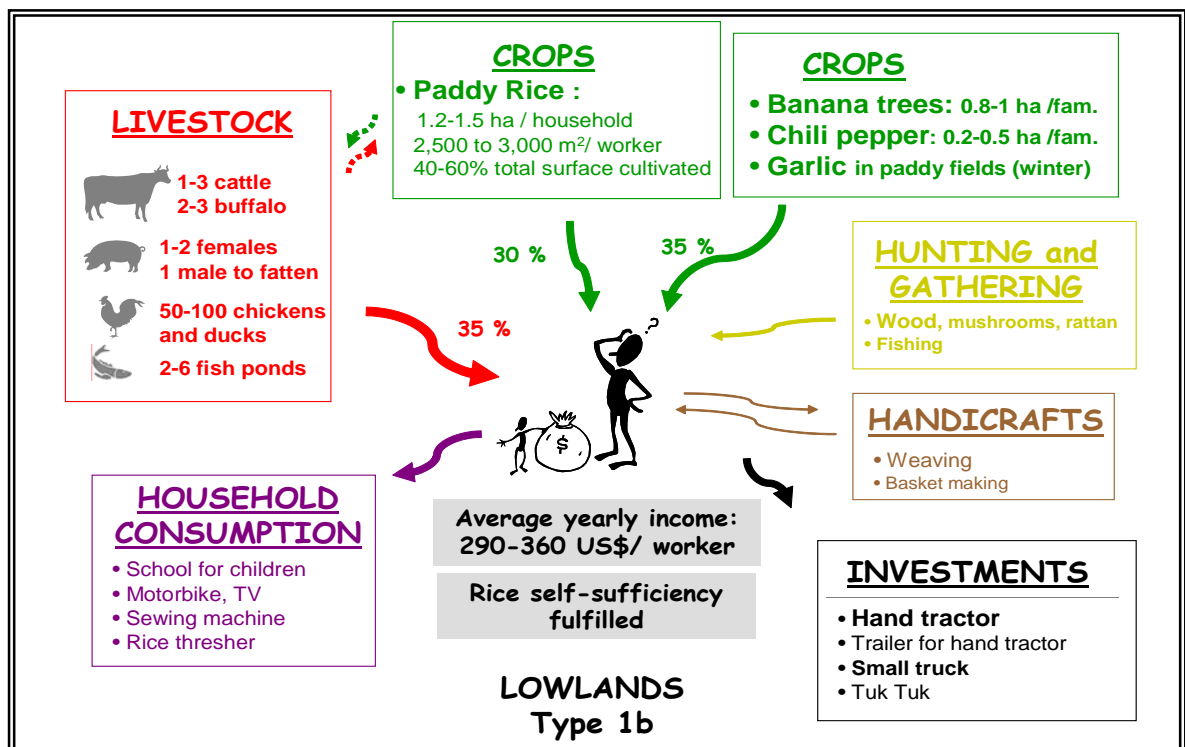 LIVESTOCK
1-3 cattle
2-3 buffalo
1-2 females
1 male to fatten
50-100 chickens
and ducks
2-6 fish ponds
CROPS
• Paddy Rice :
1.2-1.5 ha / household
2,500 to 3,000 m²/ worker
40-60% total surface cultivated
CROPS
• Banana trees: 0.8-1 ha /fam.
• Chili pepper: 0.2-0.5 ha /fam.
• Garlic in paddy fields (winter)
30 %
35 %
35 %
HUNTING and
GATHERING
• Wood, mushrooms, rattan
• Fishing
?
$
HANDICRAFTS
• Weaving
• Basket making
HOUSEHOLD
CONSUMPTION
• School for children
• Motorbike, TV
• Sewing machine
• Rice thresher
Average yearly income:
290-360 US$/ worker
Rice self-sufficiency
fulfilled
INVESTMENTS
• Hand tractor
• Trailer for hand tractor
• Small truck
• Tuk Tuk
LOWLANDS
Type 1b